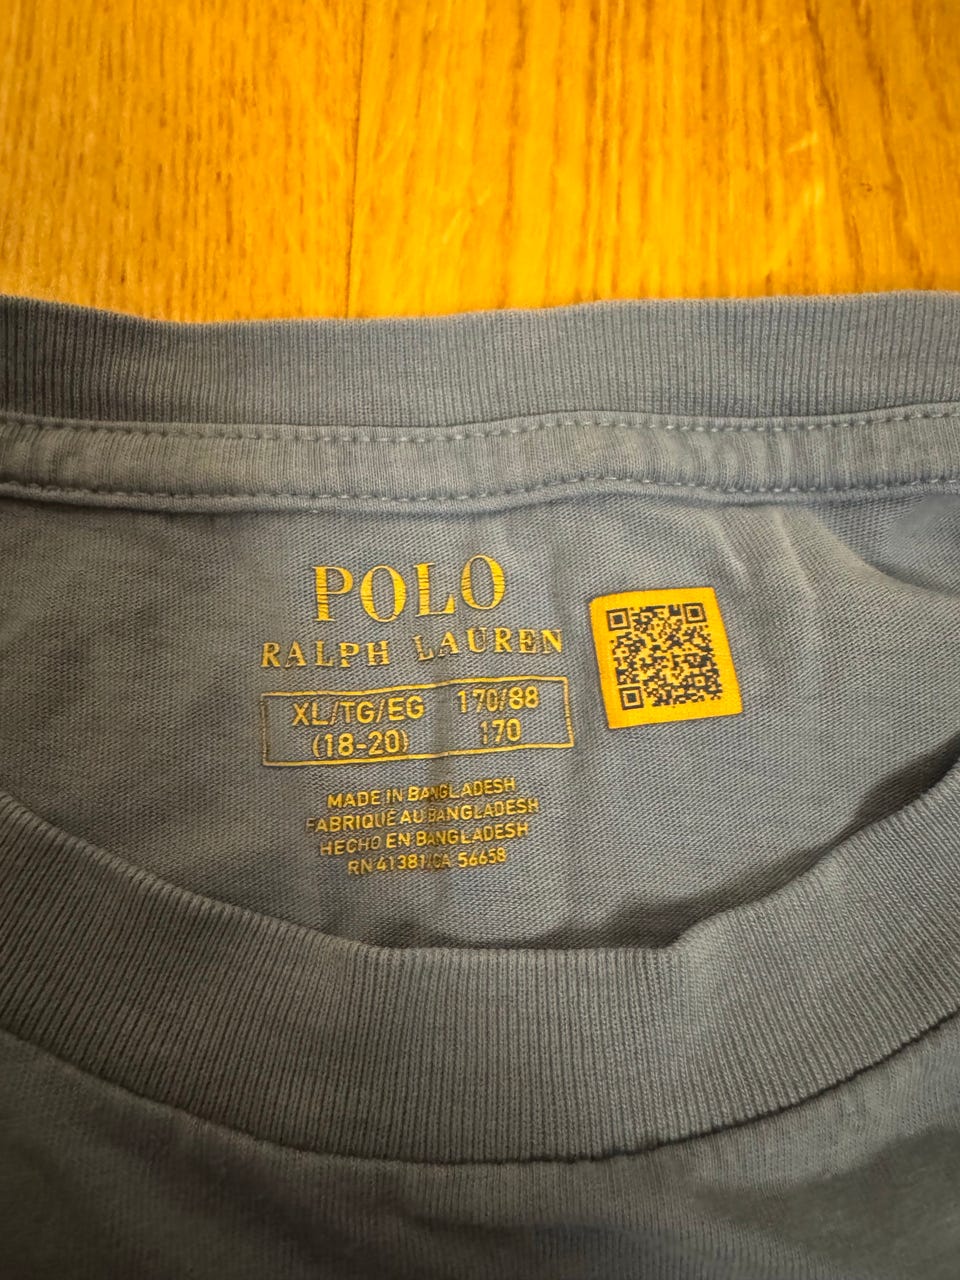 POLO
RALPH LAUREN
XL/TG/EG 170/88
(18-20) 170
MADE IN BANGLADESH
FABRIQUÉ AU BANGLADESH
HECHO EN BANGLADESH
RN 41381/CA 56658